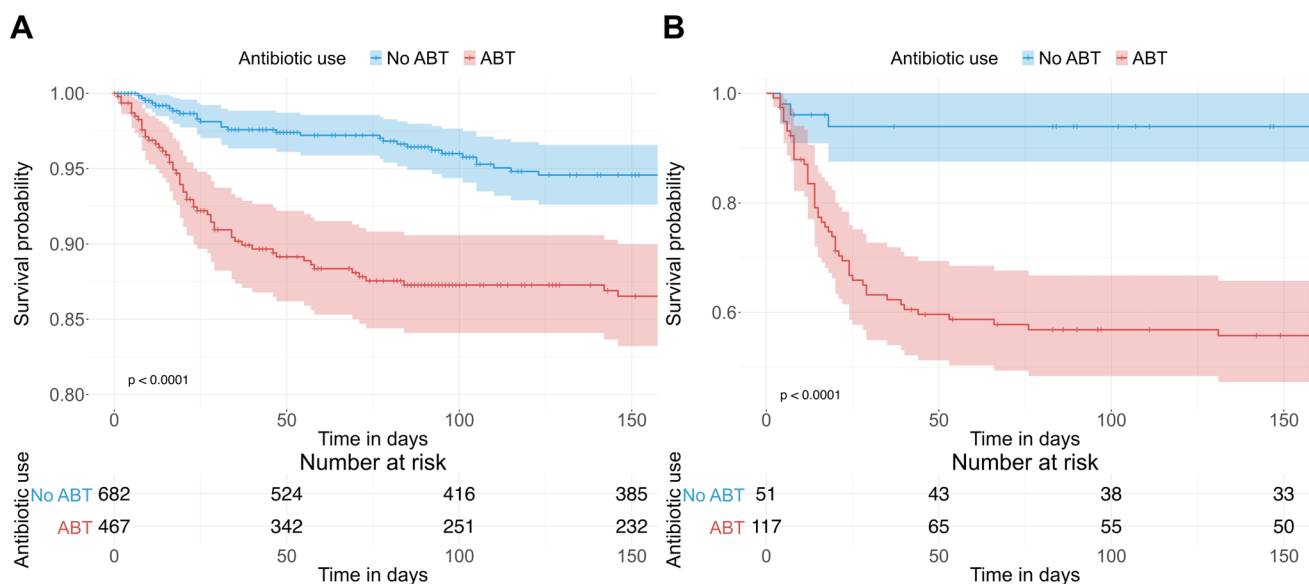 A
Antibiotic use No ABT ABT
Survival probability
1.00
0.95
0.90
0.85
0.80
p < 0.0001
0 50 100 150
Time in days
Number at risk
Antibiotic use
No ABT 682 524 416 385
ABT 467 342 251 232
0 50 100 150
Time in days
B
Antibiotic use No ABT ABT
Survival probability
1.0
0.8
0.6
p < 0.0001
0 50 100 150
Time in days
Number at risk
Antibiotic use
No ABT 51 43 38 33
ABT 117 65 55 50
0 50 100 150
Time in days